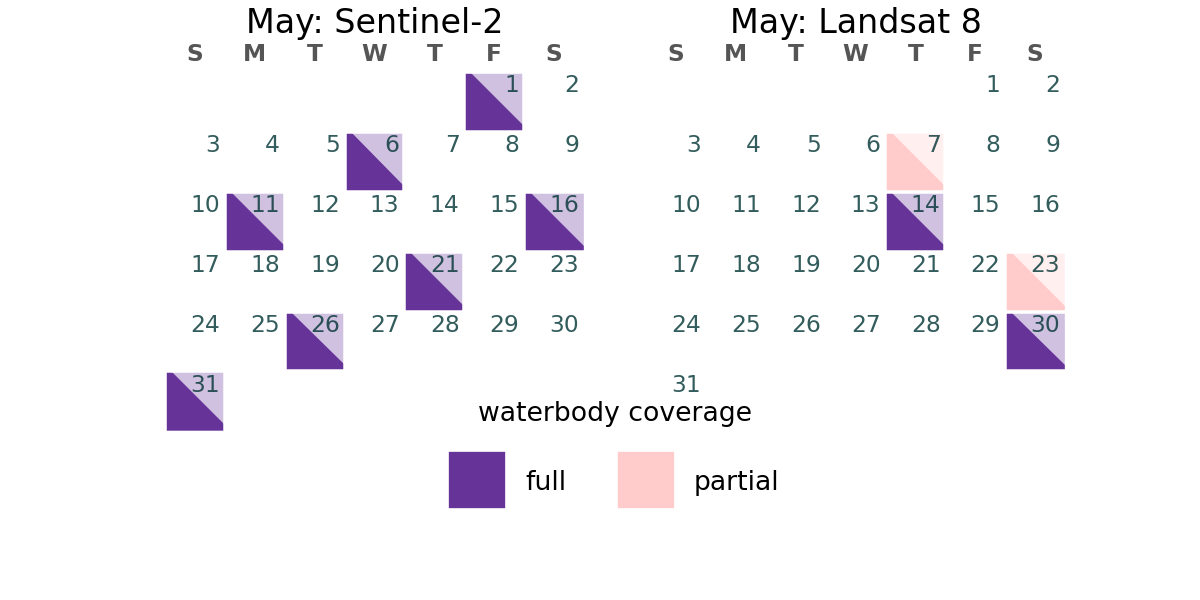 May: Sentinel-2
S M T W T F S
1 2
3 4 5 6 7 8 9
10 11 12 13 14 15 16
17 18 19 20 21 22 23
24 25 26 27 28 29 30
31
May: Landsat 8
S M T W T F S
1 2
3 4 5 6 7 8 9
10 11 12 13 14 15 16
17 18 19 20 21 22 23
24 25 26 27 28 29 30
31
waterbody coverage
full partial